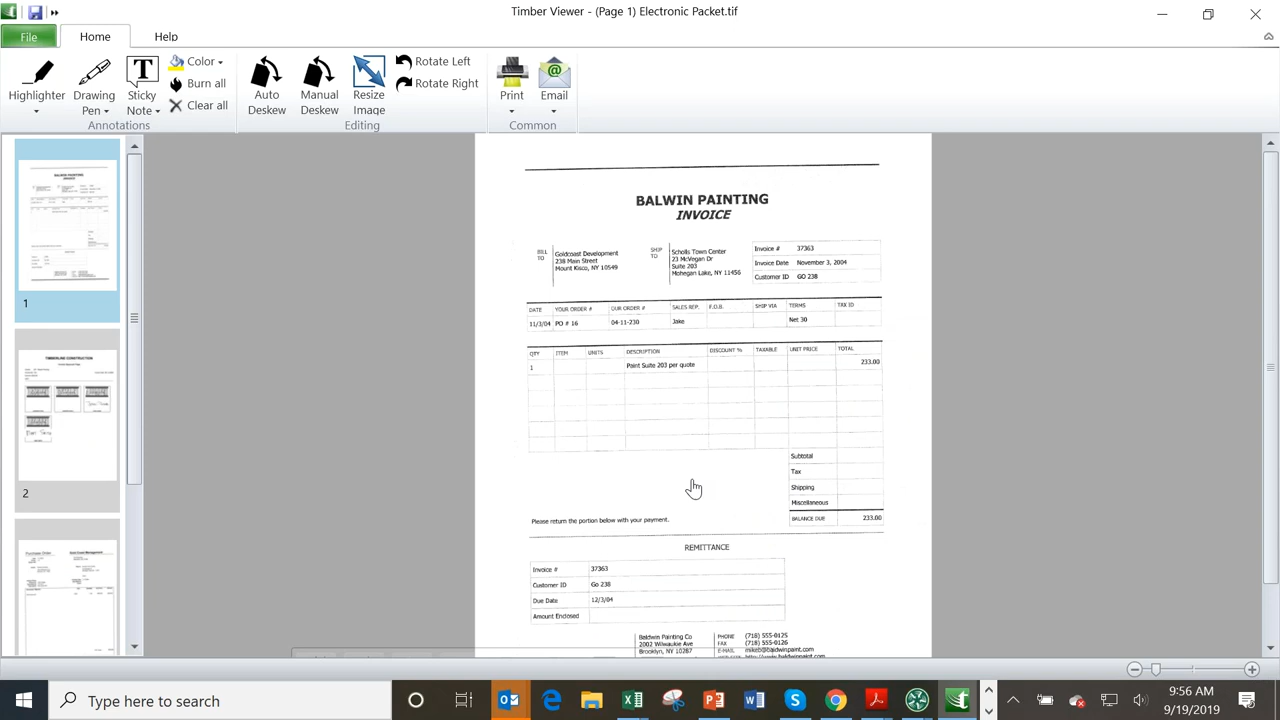 Timber Viewer - (Page 1) Electronic Packet.tif
File Home Help
Highlighter
Drawing Pen
Sticky Note
Color
Burn all
Clear all
Annotations
Auto Deskew
Manual Deskew
Resize Image
Rotate Left
Rotate Right
Editing
Print
Email
Common
1
TIMBERLINE CONSTRUCTION
2
Purchase Order
BALWIN PAINTING
INVOICE
BILL TO
Goldcoast Development
238 Main Street
Mount Kisco, NY 10549
SHIP TO
Scholls Town Center
23 McVegan Dr
Suite 203
Mohegan Lake, NY 11456
Invoice # 37363
Invoice Date November 3, 2004
Customer ID GO 238
DATE YOUR ORDER # OUR ORDER # SALES REP. F.O.B. SHIP VIA TERMS TAX ID
11/3/04 PO # 16 04-11-230 Jake Net 30
QTY ITEM UNITS DESCRIPTION DISCOUNT % TAXABLE UNIT PRICE TOTAL
1 Paint Suite 203 per quote 233.00
Subtotal
Tax
Shipping
Miscellaneous
BALANCE DUE 233.00
Please return the portion below with your payment.
REMITTANCE
Invoice # 37363
Customer ID Go 238
Due Date 12/3/04
Amount Enclosed
Baldwin Painting Co
2002 Wilwaukie Ave
Brooklyn, NY 10287
PHONE (718) 555-0125
FAX (718) 555-0126
E-MAIL mikeb@baldwinpaint.com
Type here to search
9:56 AM
9/19/2019